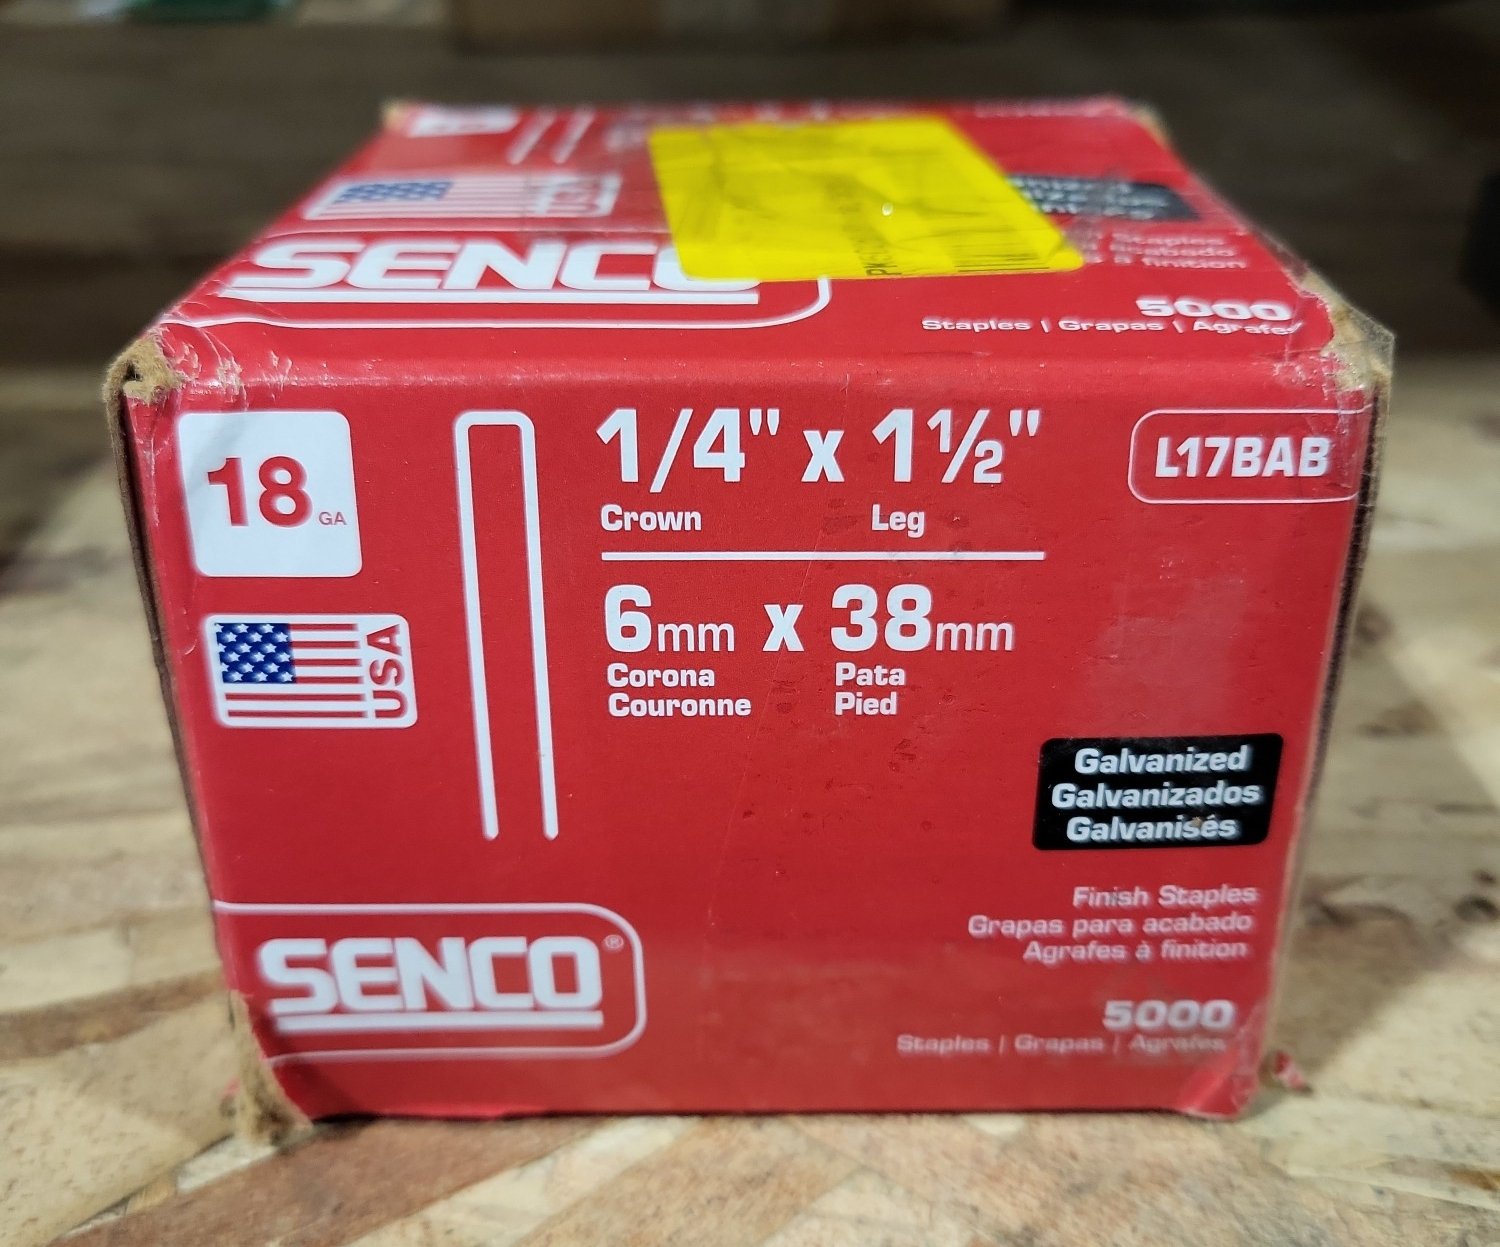 USA
SENCO
5000
Staples | Grapas | Agrafes
18 GA
1/4" x 1½"
Crown Leg
L17BAB
6mm x 38mm
Corona Pata
Couronne Pied
USA
Galvanized
Galvanizados
Galvanisés
Finish Staples
Grapas para acabado
Agrafes à finition
SENCO®
5000
Staples | Grapas | Agrafes